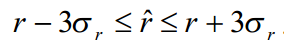 r − 3σ_r ≤ r̂ ≤ r + 3σ_r